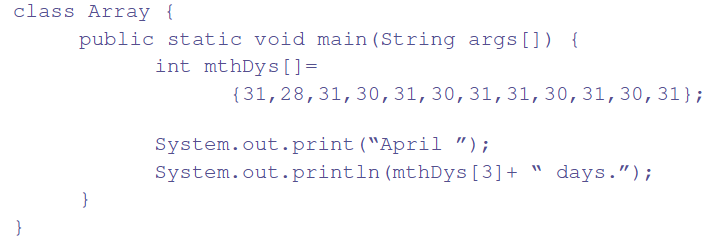 class Array {
public static void main(String args[]) {
int mthDys[]=
{31,28,31,30,31,30,31,31,30,31,30,31};
System.out.print(“April ”);
System.out.println(mthDys[3]+ “ days.”);
}
}